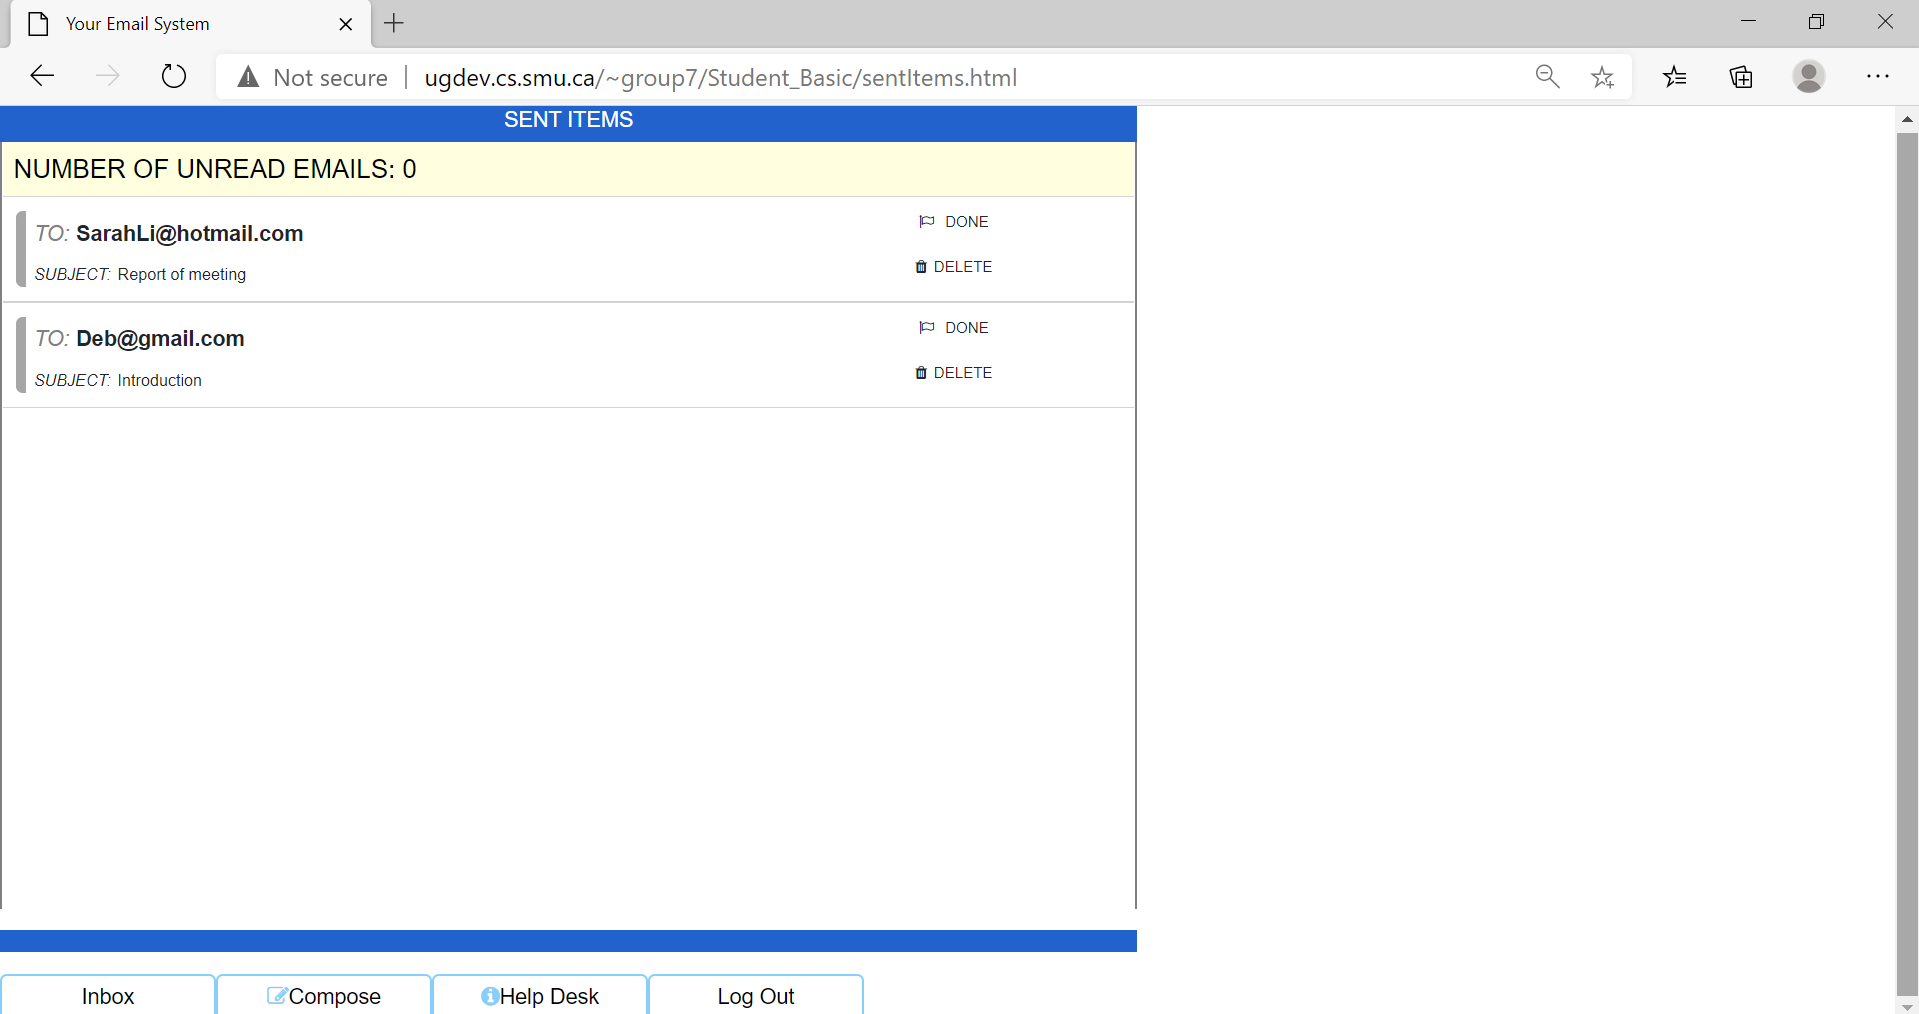 Your Email System
Not secure | ugdev.cs.smu.ca/~group7/Student_Basic/sentItems.html
SENT ITEMS
NUMBER OF UNREAD EMAILS: 0
TO: SarahLi@hotmail.com
DONE
SUBJECT: Report of meeting
DELETE
TO: Deb@gmail.com
DONE
SUBJECT: Introduction
DELETE
Inbox
Compose
Help Desk
Log Out